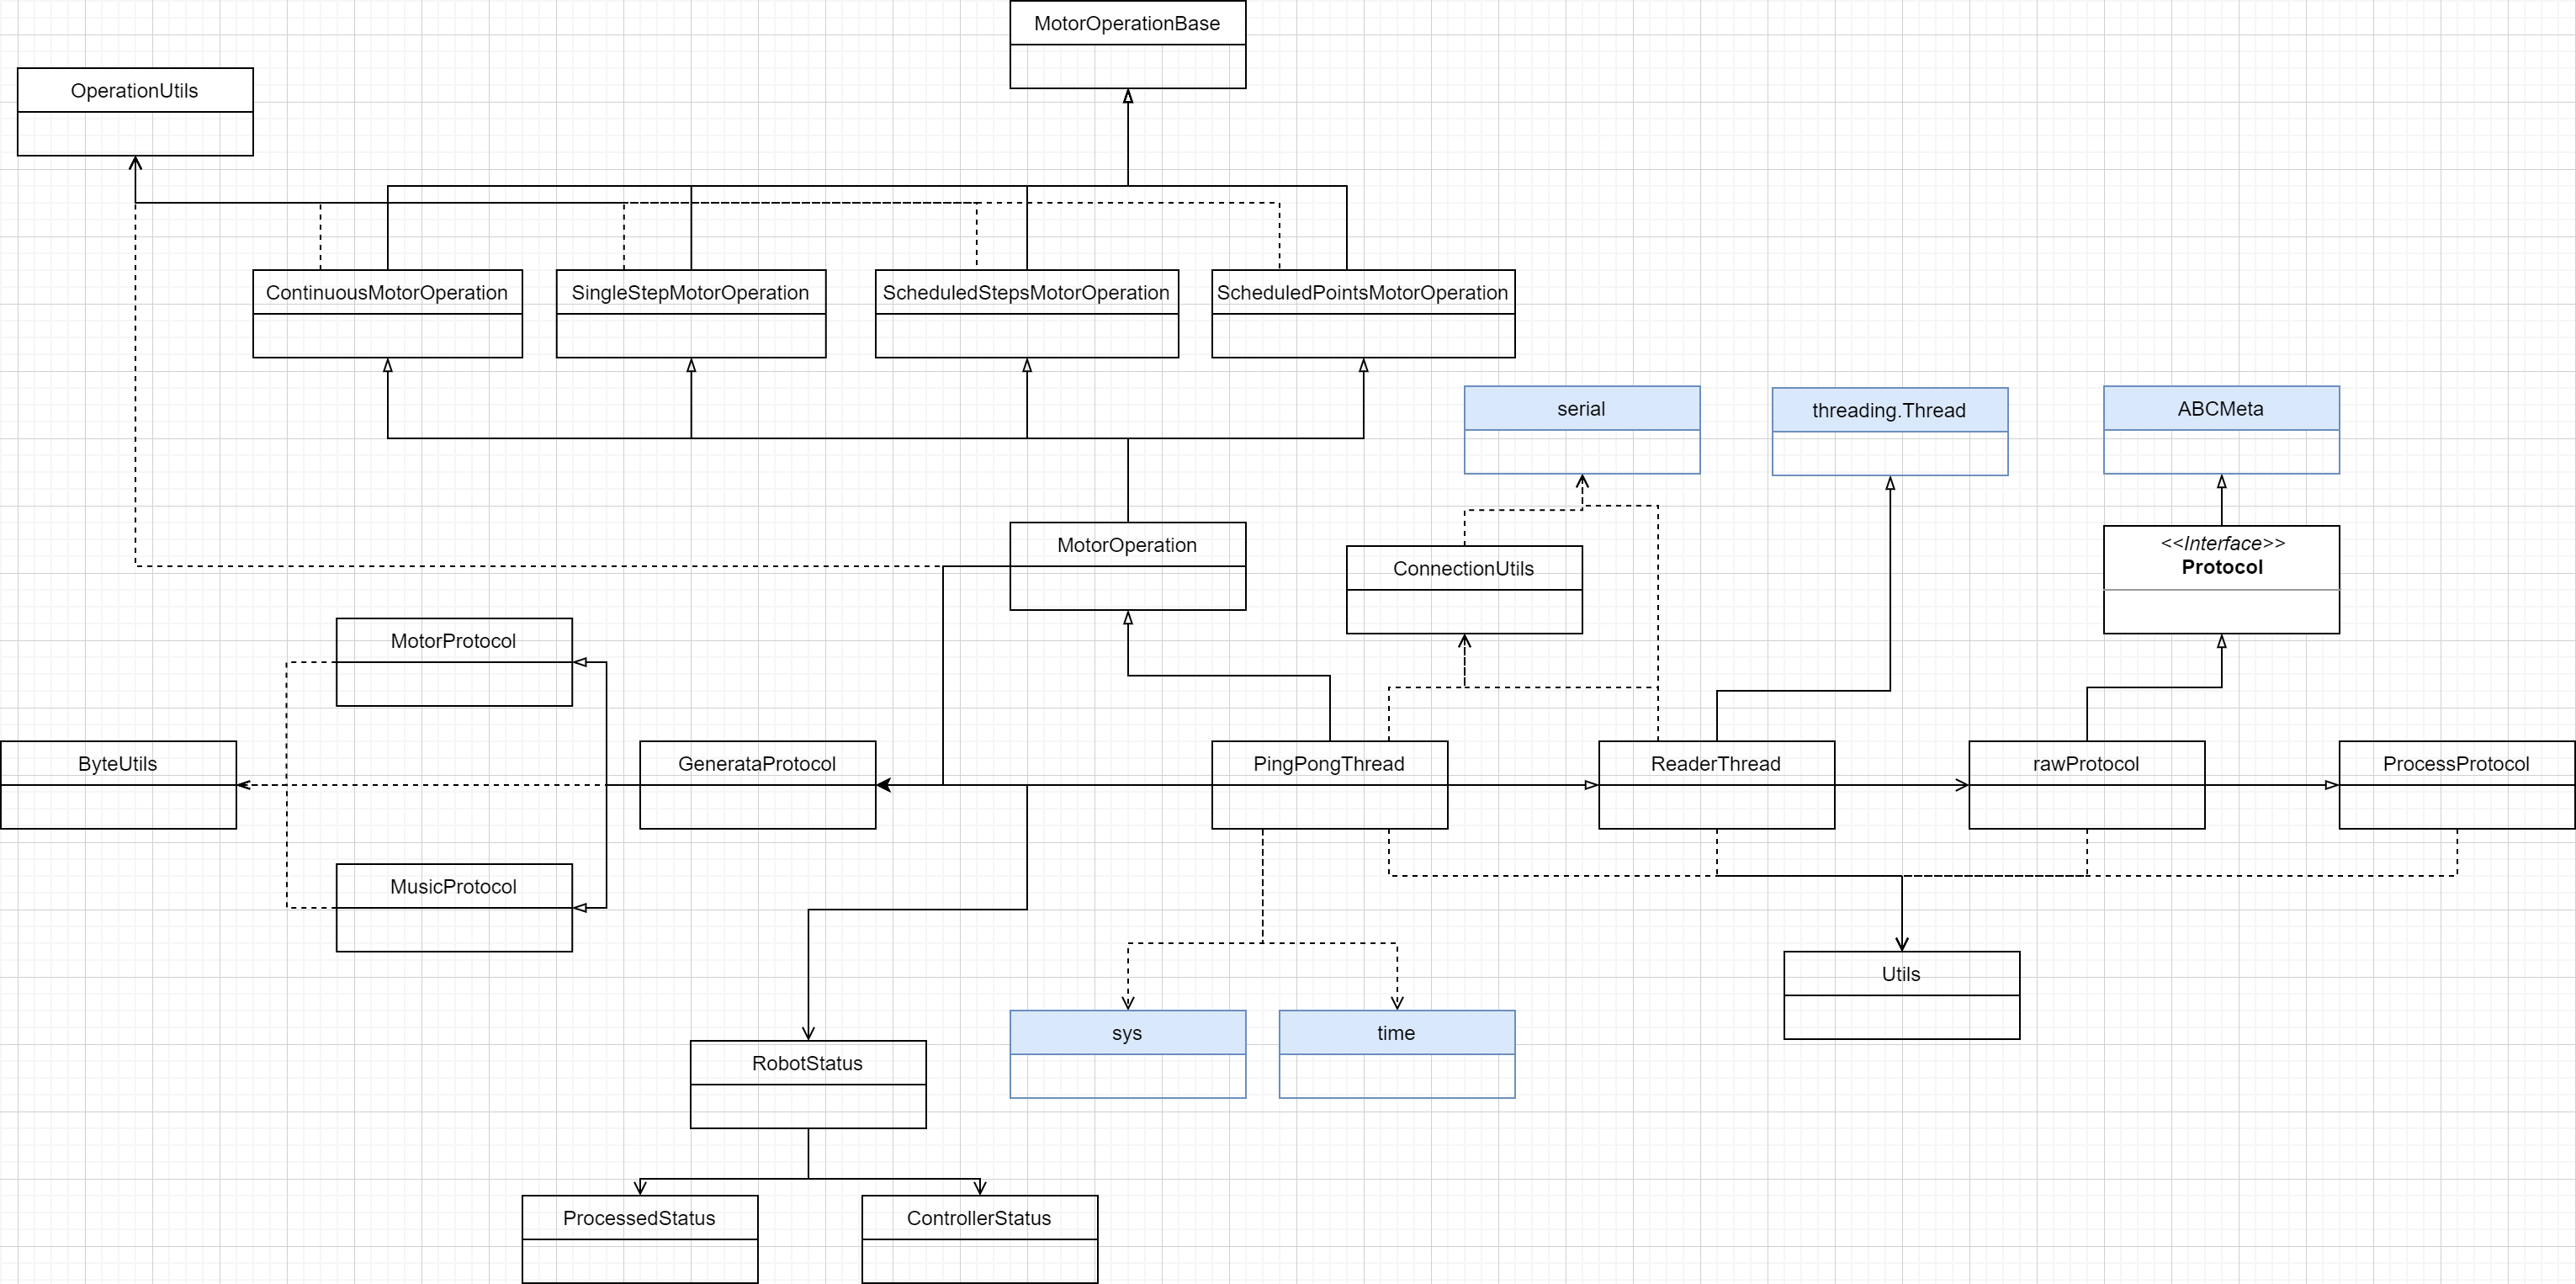 MotorOperationBase
OperationUtils
ContinuousMotorOperation
SingleStepMotorOperation
ScheduledStepsMotorOperation
ScheduledPointsMotorOperation
serial
threading.Thread
ABCMeta
MotorOperation
ConnectionUtils
<<Interface>>
Protocol
MotorProtocol
ByteUtils
GenerataProtocol
PingPongThread
ReaderThread
rawProtocol
ProcessProtocol
MusicProtocol
Utils
sys
time
RobotStatus
ProcessedStatus
ControllerStatus